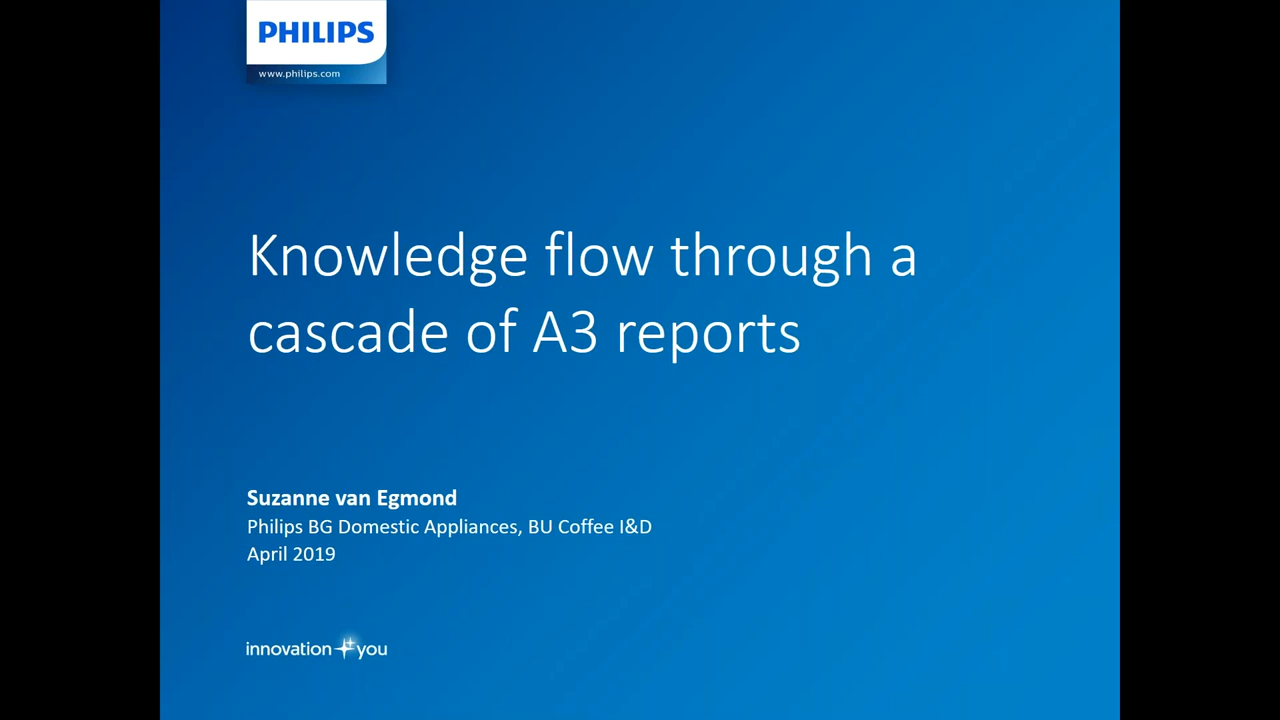 PHILIPS
www.philips.com
Knowledge flow through a
cascade of A3 reports
Suzanne van Egmond
Philips BG Domestic Appliances, BU Coffee I&D
April 2019
innovation you